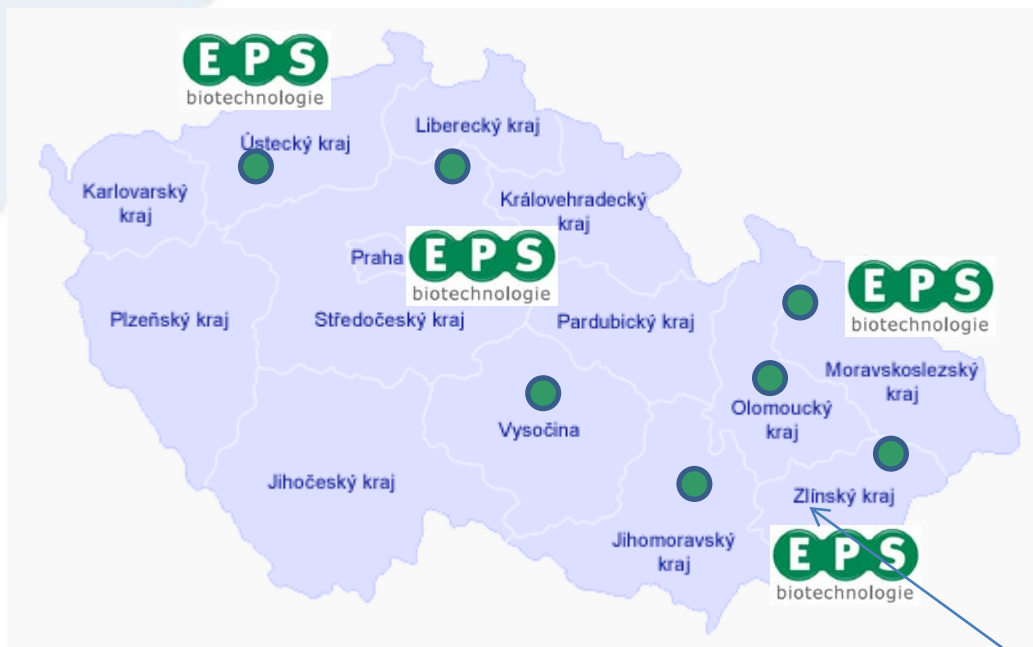 EPS
biotechnologie
Ústecký kraj
Liberecký kraj
Karlovarský
kraj
Královehradecký
kraj
Praha
EPS
biotechnologie
EPS
biotechnologie
Plzeňský kraj
Středočeský kraj
Pardubický kraj
Moravskoslezský
kraj
Olomoucký
kraj
Vysočina
Jihočeský kraj
Zlínský kraj
Jihomoravský
kraj
EPS
biotechnologie